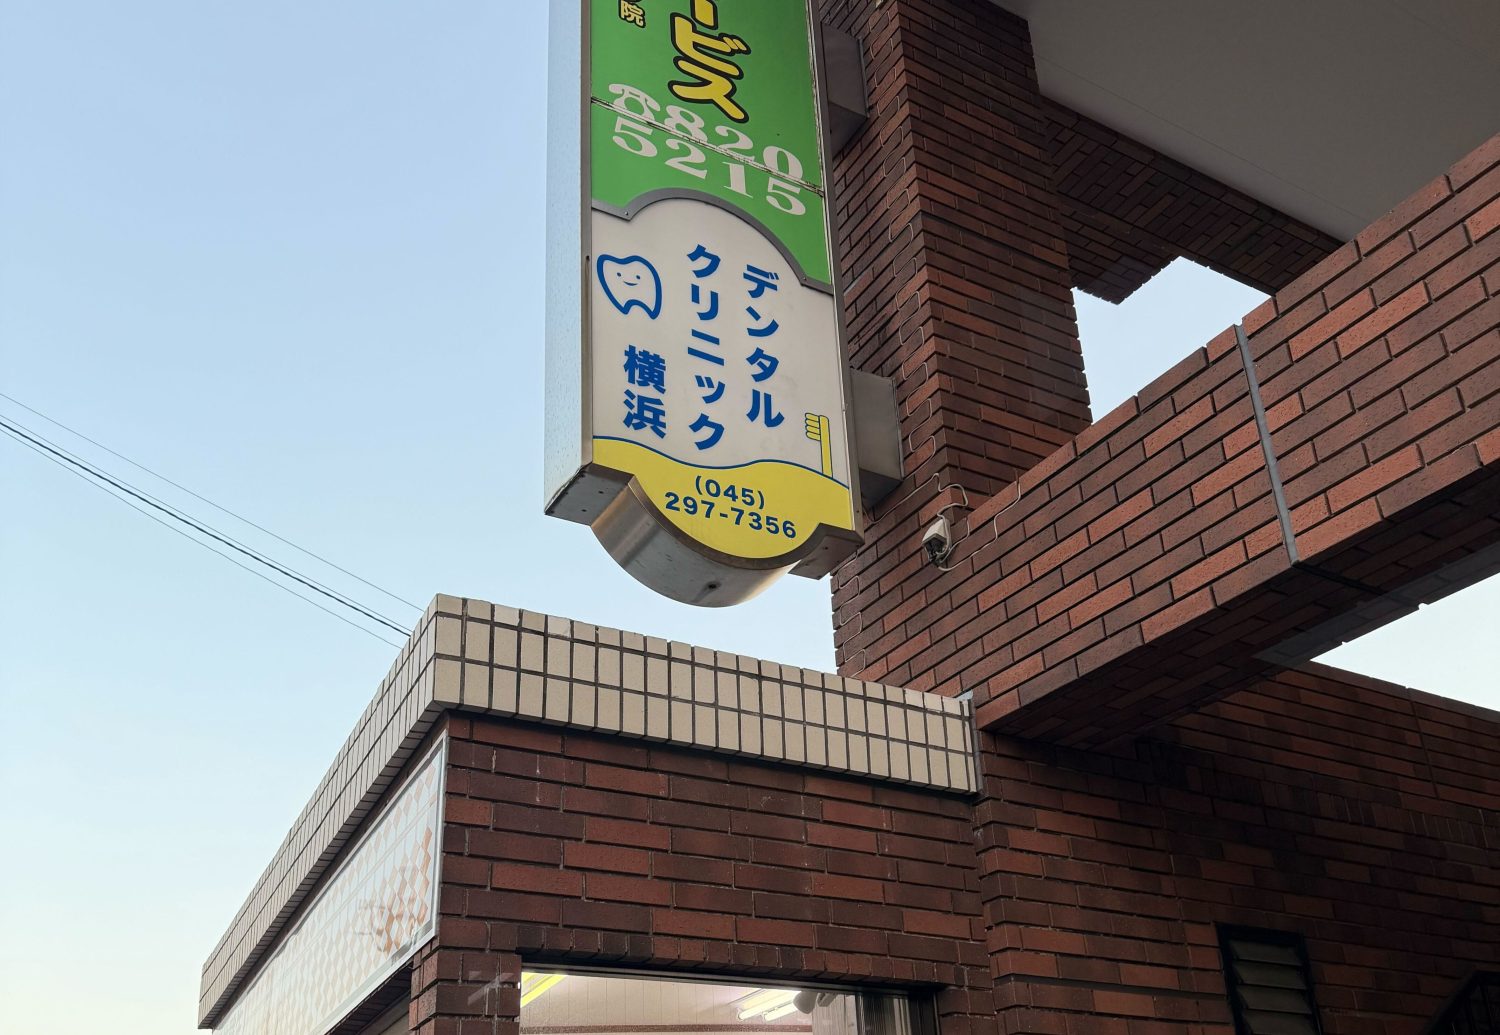 ービス
院
☎8820
5215
デンタル
クリニック
横浜
(045)
297-7356